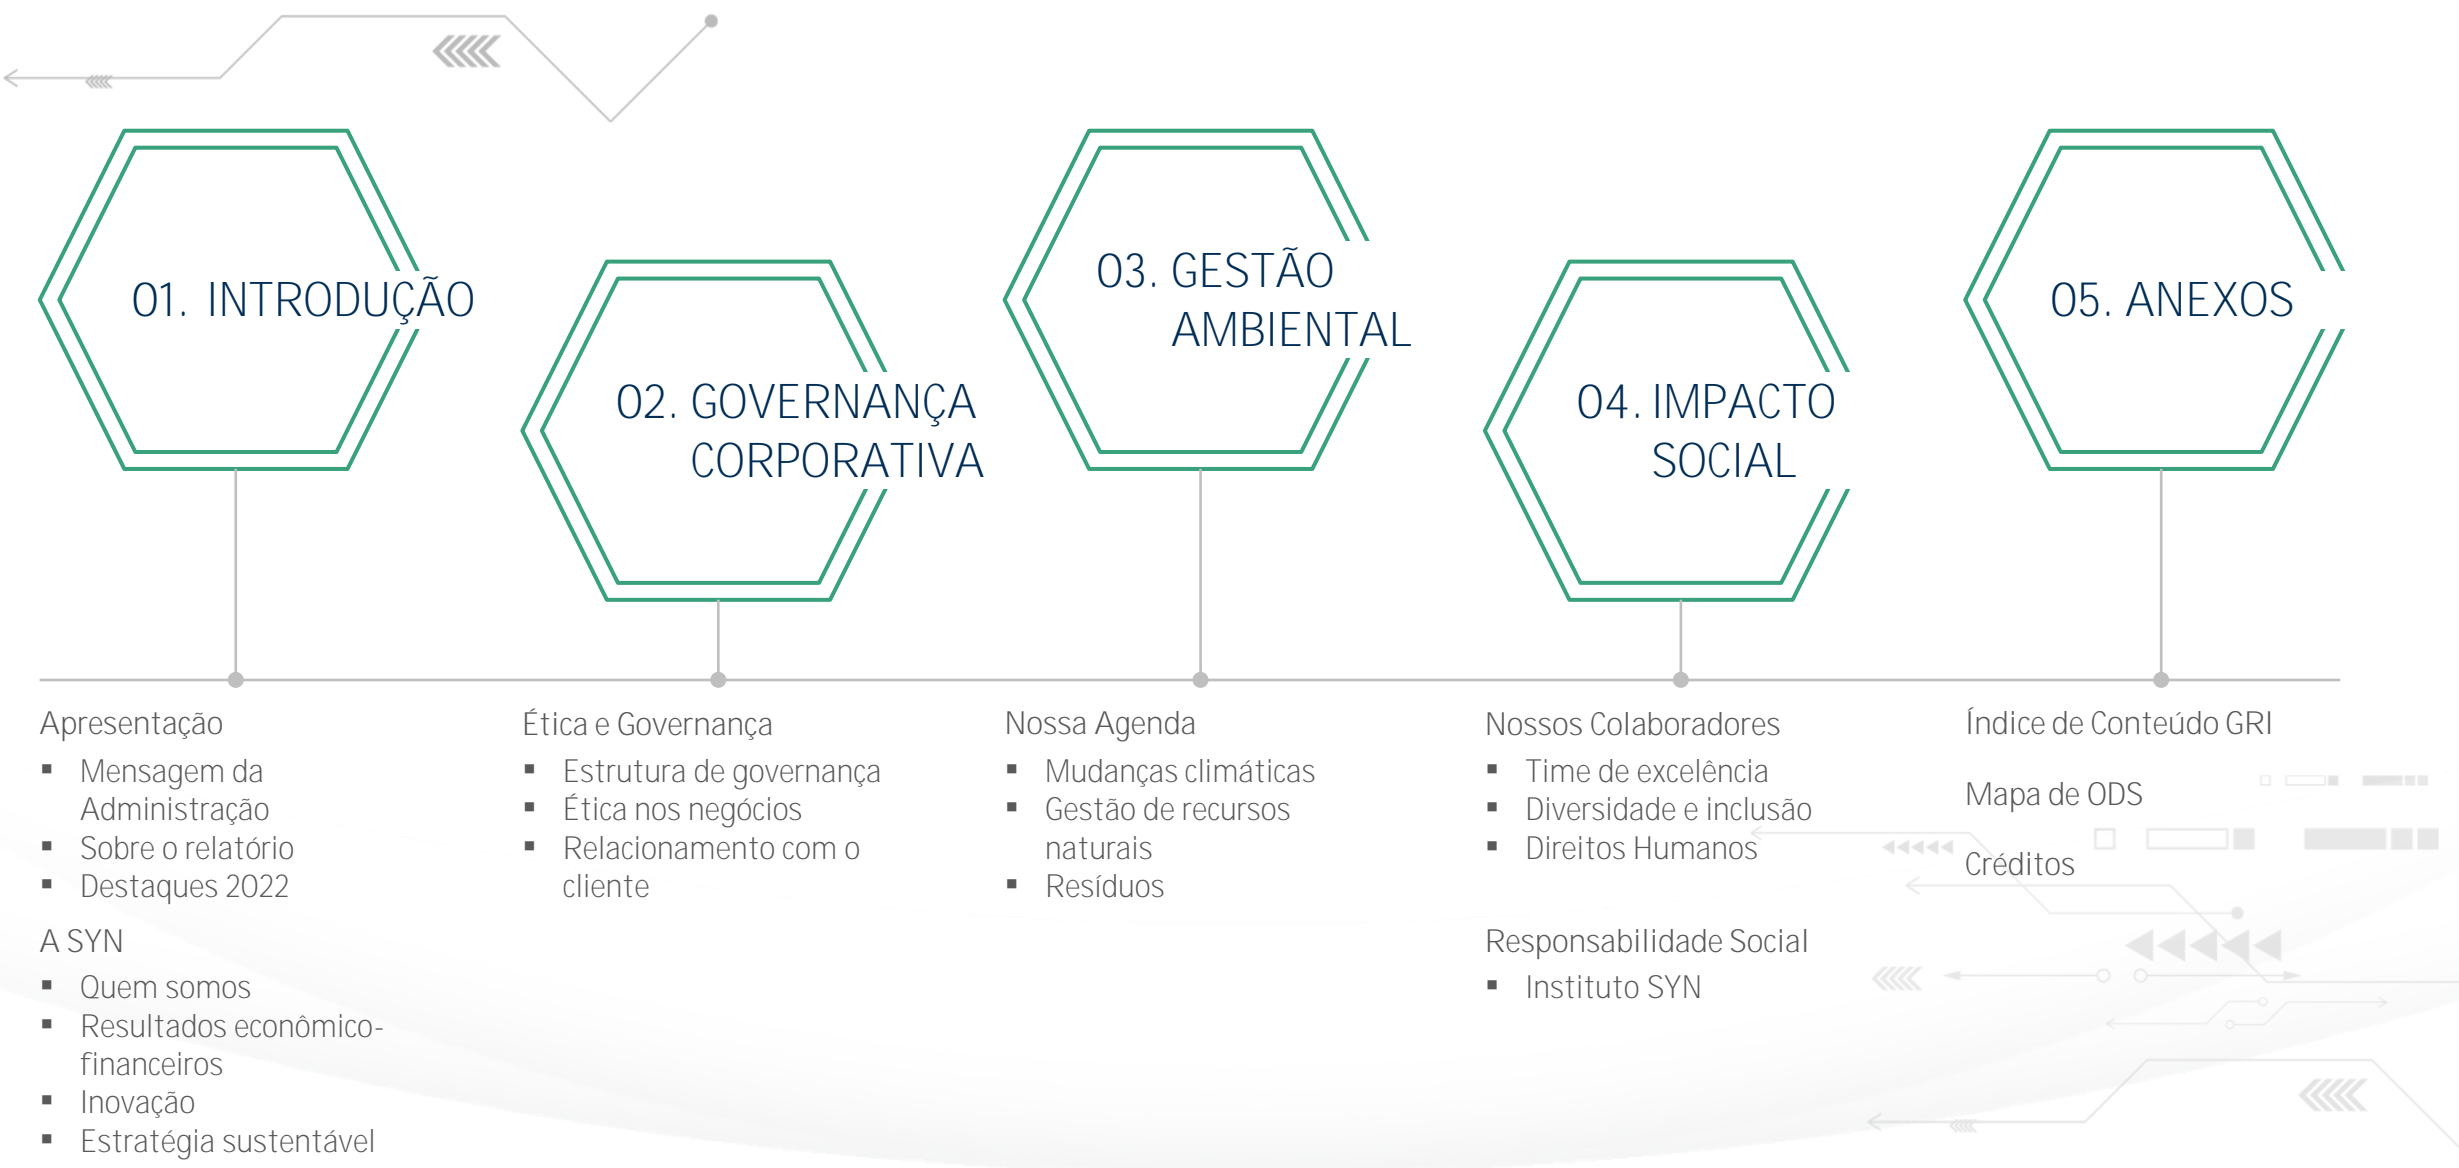 01. INTRODUÇÃO
02. GOVERNANÇA
CORPORATIVA
03. GESTÃO
AMBIENTAL
04. IMPACTO
SOCIAL
05. ANEXOS
Apresentação
▪ Mensagem da
Administração
▪ Sobre o relatório
▪ Destaques 2022
A SYN
▪ Quem somos
▪ Resultados econômico-
financeiros
▪ Inovação
▪ Estratégia sustentável
Ética e Governança
▪ Estrutura de governança
▪ Ética nos negócios
▪ Relacionamento com o
cliente
Nossa Agenda
▪ Mudanças climáticas
▪ Gestão de recursos
naturais
▪ Resíduos
Nossos Colaboradores
▪ Time de excelência
▪ Diversidade e inclusão
▪ Direitos Humanos
Responsabilidade Social
▪ Instituto SYN
Índice de Conteúdo GRI
Mapa de ODS
Créditos